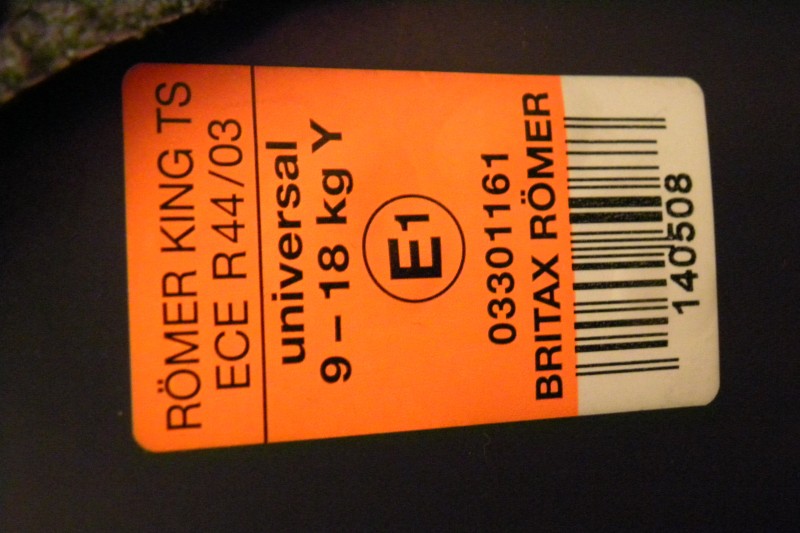 RÖMER KING TS
ECE R44/03
universal
9 – 18 kg Y
E1
03301161
BRITAX RÖMER
140508